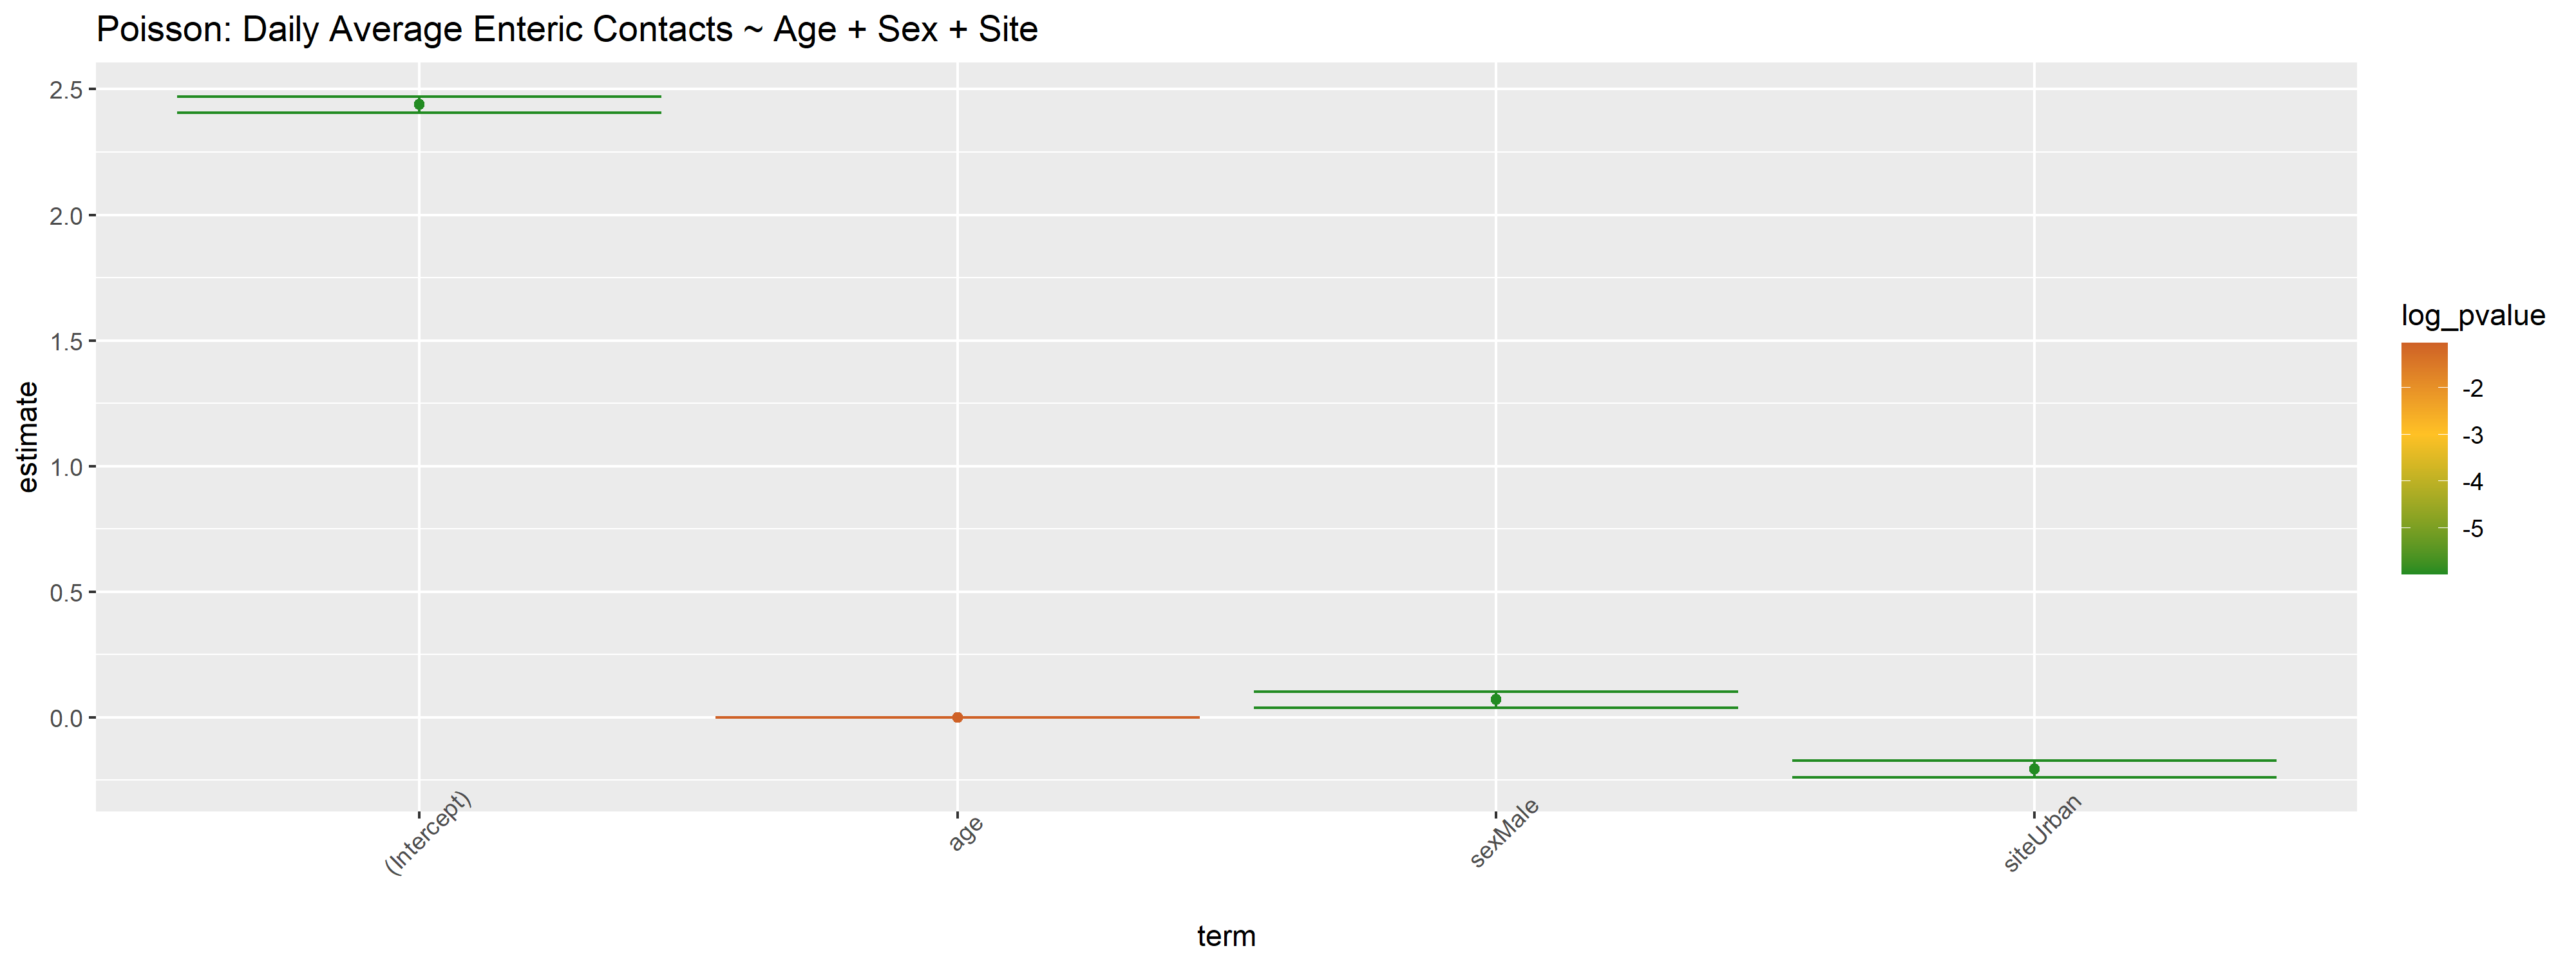 Poisson: Daily Average Enteric Contacts ~ Age + Sex + Site
estimate
2.5
2.0
1.5
1.0
0.5
0.0
(Intercept)
age
sexMale
siteUrban
term
log_pvalue
-2
-3
-4
-5